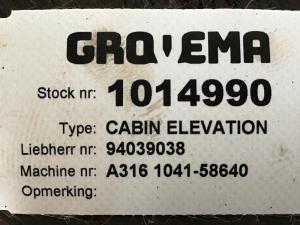 GRO'EMA
Stock nr: 1014990
Type: CABIN ELEVATION
Liebherr nr: 94039038
Machine nr: A316 1041-58640
Opmerking: